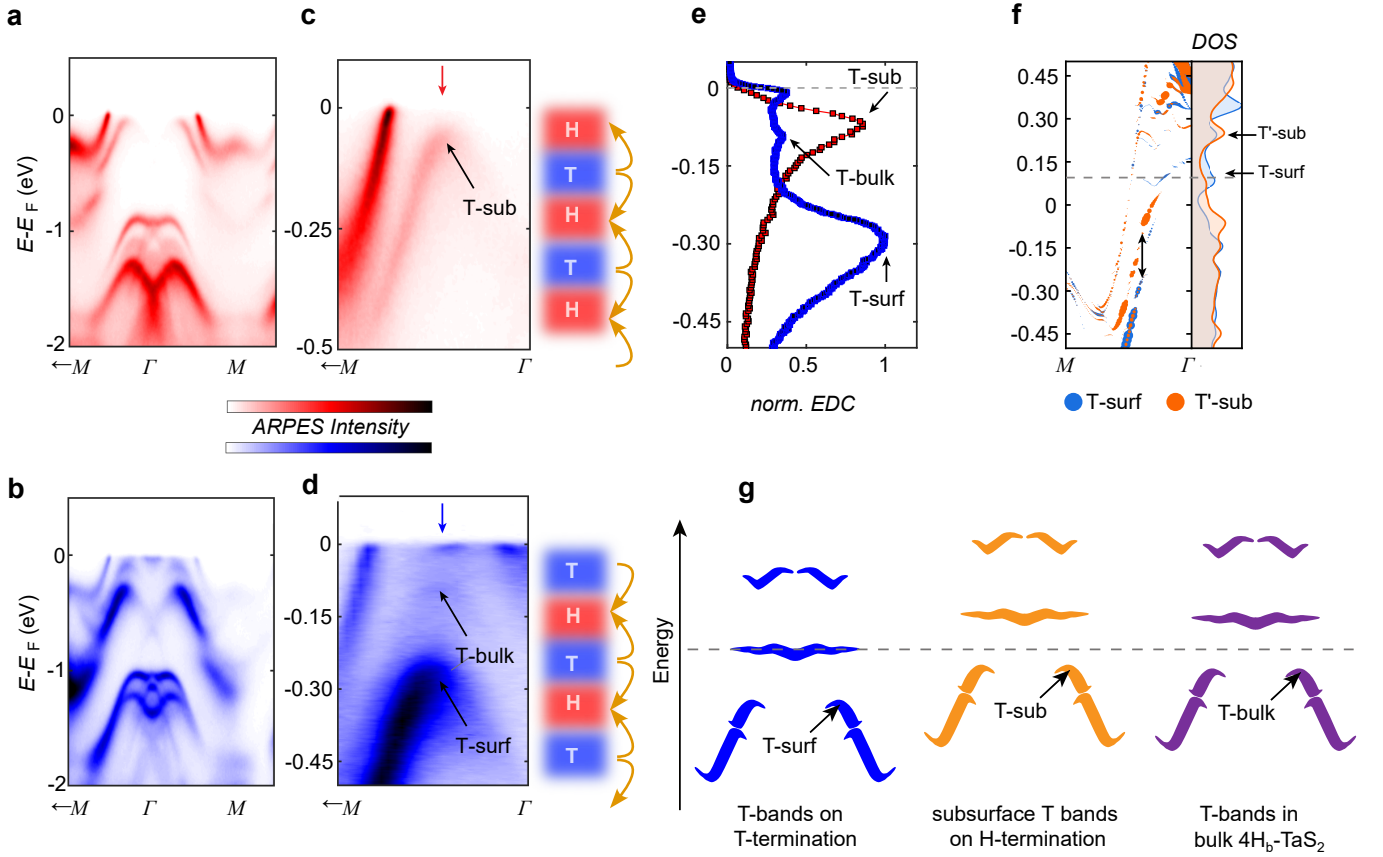 a
0
-1
-2
E-E F (eV)
←M
Γ
M
c
0
-0.25
-0.5
T-sub
←M
Γ
H
T
H
T
H
e
0
-0.15
-0.30
-0.45
T-sub
T-bulk
T-surf
0
0.5
1
norm. EDC
f
DOS
0.45
0.30
0.15
0
-0.15
-0.30
-0.45
T'-sub
T-surf
M
Γ
T-surf
T'-sub
ARPES Intensity
b
0
-1
-2
E-E F (eV)
←M
Γ
M
d
0
-0.15
-0.30
-0.45
T-bulk
T-surf
←M
Γ
T
H
T
H
T
g
Energy
T-surf
T-sub
T-bulk
T-bands on
T-termination
subsurface T bands
on H-termination
T-bands in
bulk 4Hb-TaS2